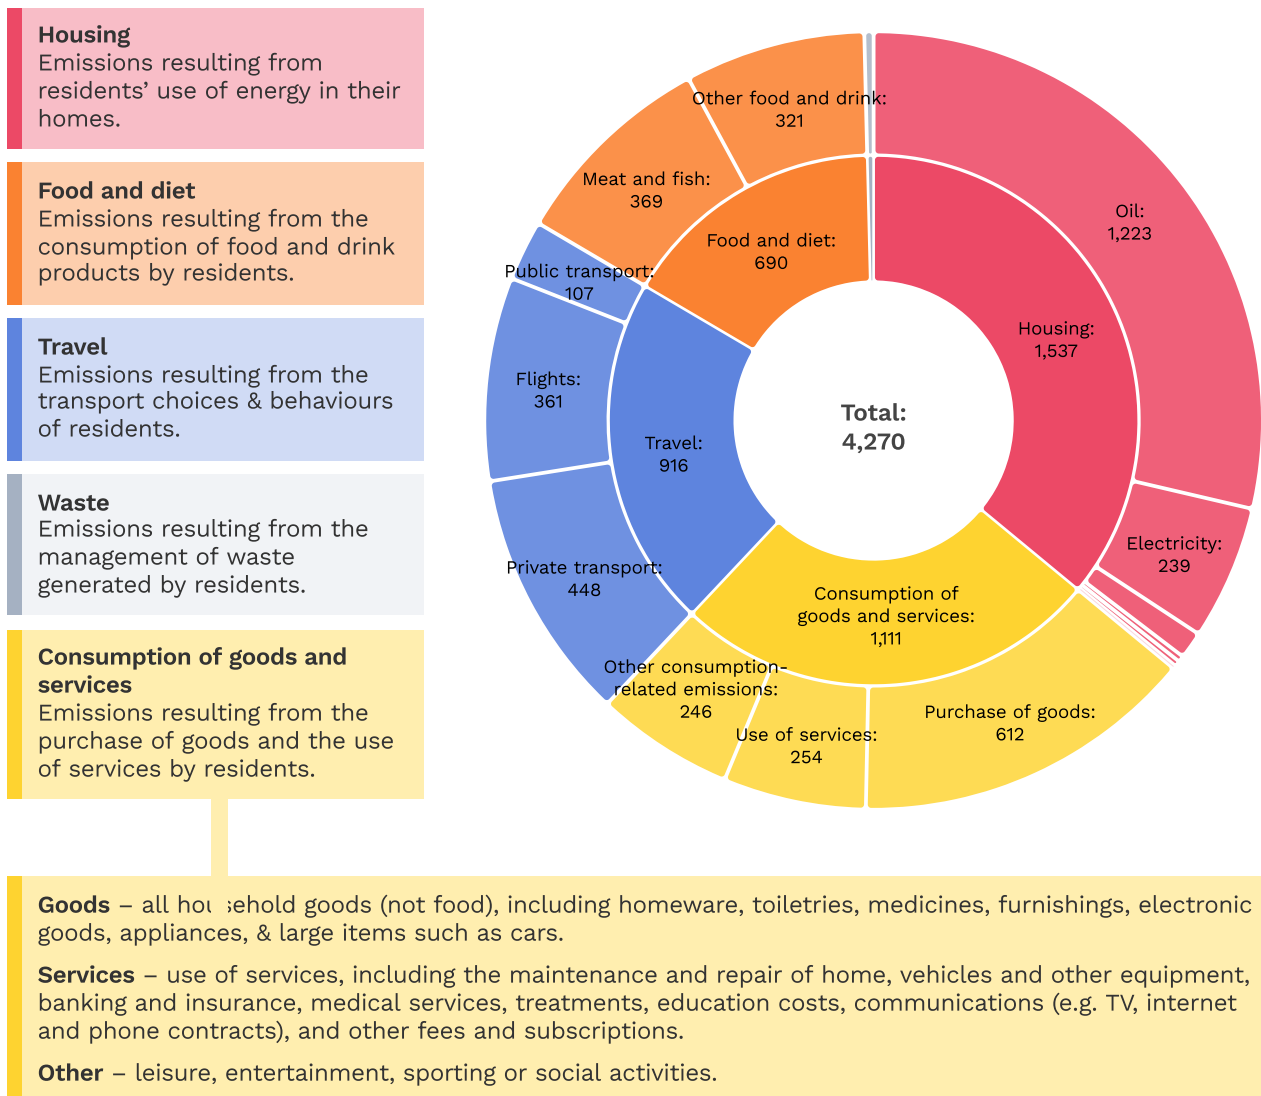 Housing
Emissions resulting from
residents’ use of energy in their
homes.
Food and diet
Emissions resulting from the
consumption of food and drink
products by residents.
Travel
Emissions resulting from the
transport choices & behaviours
of residents.
Waste
Emissions resulting from the
management of waste
generated by residents.
Consumption of goods and
services
Emissions resulting from the
purchase of goods and the use
of services by residents.
Other food and drink:
321
Meat and fish:
369
Food and diet:
690
Public transport:
107
Flights:
361
Travel:
916
Private transport:
448
Total:
4,270
Oil:
1,223
Housing:
1,537
Electricity:
239
Consumption of
goods and services:
1,111
Other consumption-
related emissions:
246
Use of services:
254
Purchase of goods:
612
Goods – all household goods (not food), including homeware, toiletries, medicines, furnishings, electronic
goods, appliances, & large items such as cars.
Services – use of services, including the maintenance and repair of home, vehicles and other equipment,
banking and insurance, medical services, treatments, education costs, communications (e.g. TV, internet
and phone contracts), and other fees and subscriptions.
Other – leisure, entertainment, sporting or social activities.